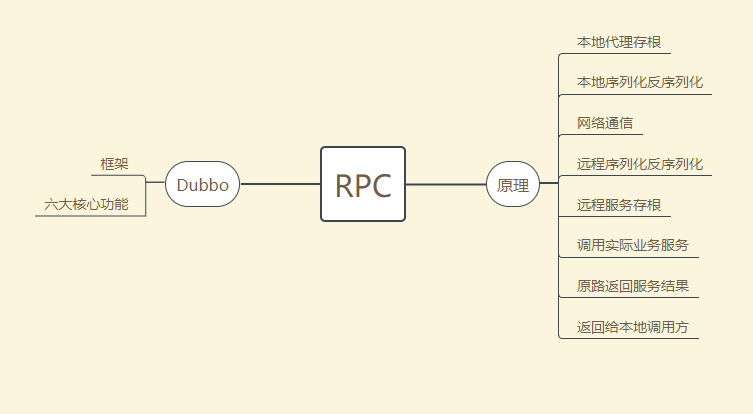 RPC
Dubbo
框架
六大核心功能
原理
本地代理存根
本地序列化反序列化
网络通信
远程序列化反序列化
远程服务存根
调用实际业务服务
原路返回服务结果
返回给本地调用方